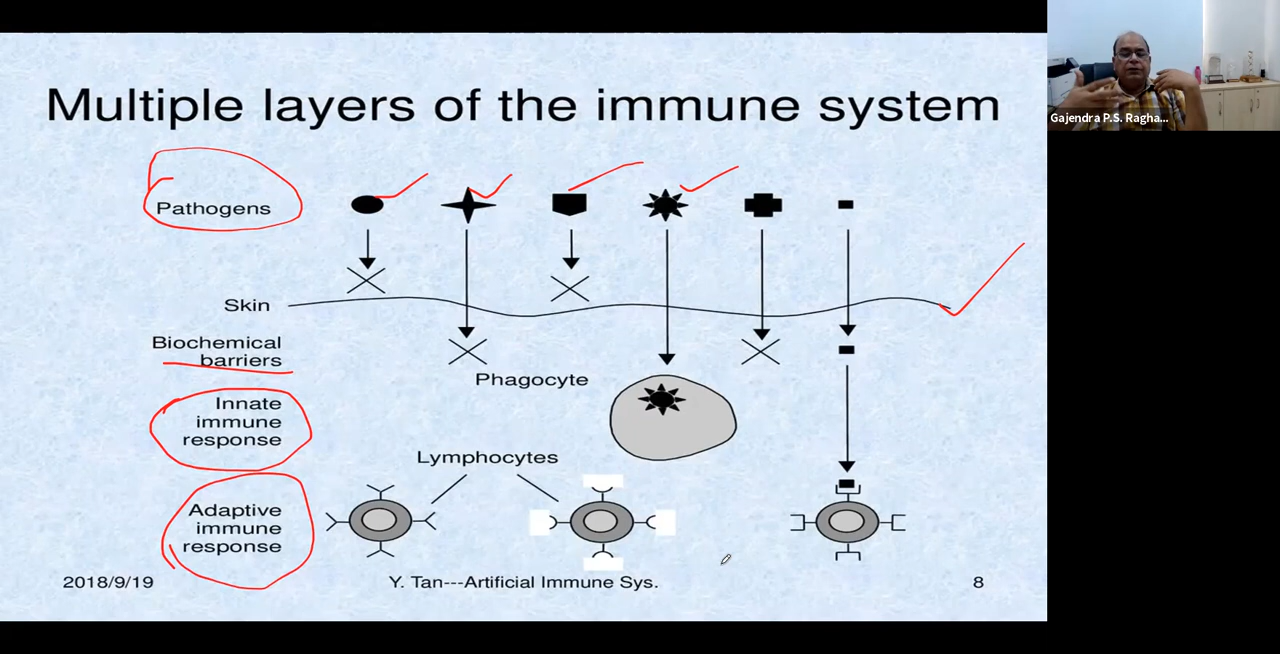 Multiple layers of the immune system
Gajendra P.S. Ragha...
Pathogens
Skin
Biochemical
barriers
Phagocyte
Innate
immune
response
Lymphocytes
Adaptive
immune
response
2018/9/19
Y. Tan---Artificial Immune Sys.
8